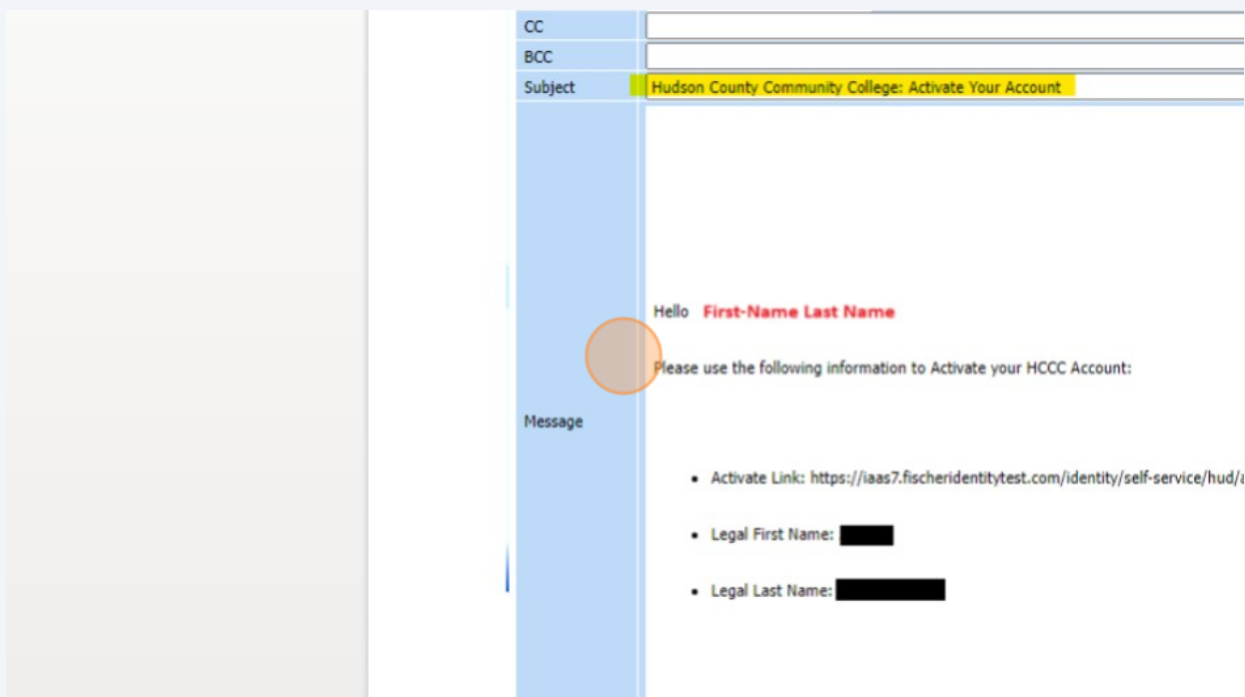 CC
BCC
Subject Hudson County Community College: Activate Your Account
Hello First-Name Last Name
Please use the following information to Activate your HCCC Account:
Message
• Activate Link: https://iaas7.fischeridentitytest.com/identity/self-service/hud/a
• Legal First Name:
• Legal Last Name: